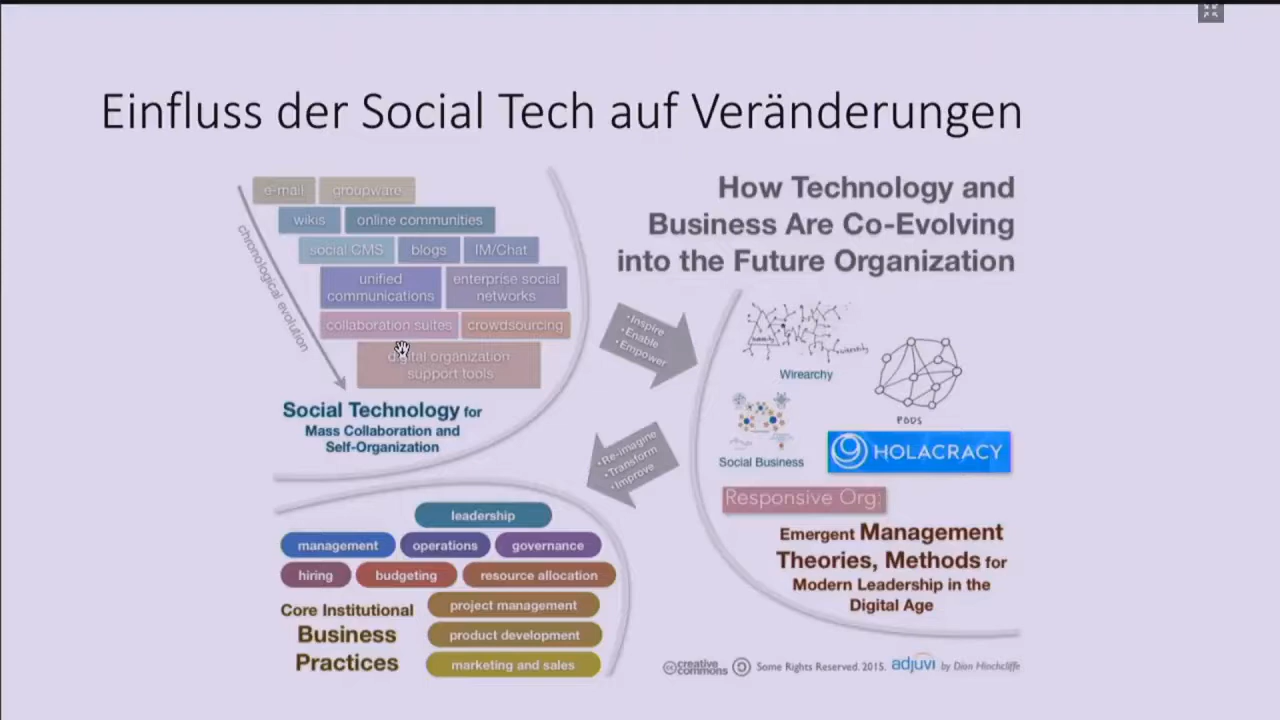 Einfluss der Social Tech auf Veränderungen
How Technology and
Business Are Co-Evolving
into the Future Organization
e-mail groupware
wikis online communities
social CMS blogs IM/Chat
unified
communications
enterprise social
networks
collaboration suites crowdsourcing
digital organization
support tools
chronological evolution
Social Technology for
Mass Collaboration and
Self-Organization
•Inspire
•Enable
•Empower
Wirearchy
PODS
Social Business
HOLACRACY
Responsive Org:
Emergent Management
Theories, Methods for
Modern Leadership in the
Digital Age
•Re-imagine
•Transform
•Improve
leadership
management operations governance
hiring budgeting resource allocation
project management
product development
marketing and sales
Core Institutional
Business
Practices
cc creative
commons
Some Rights Reserved. 2015. adjuvi by Dion Hinchcliffe